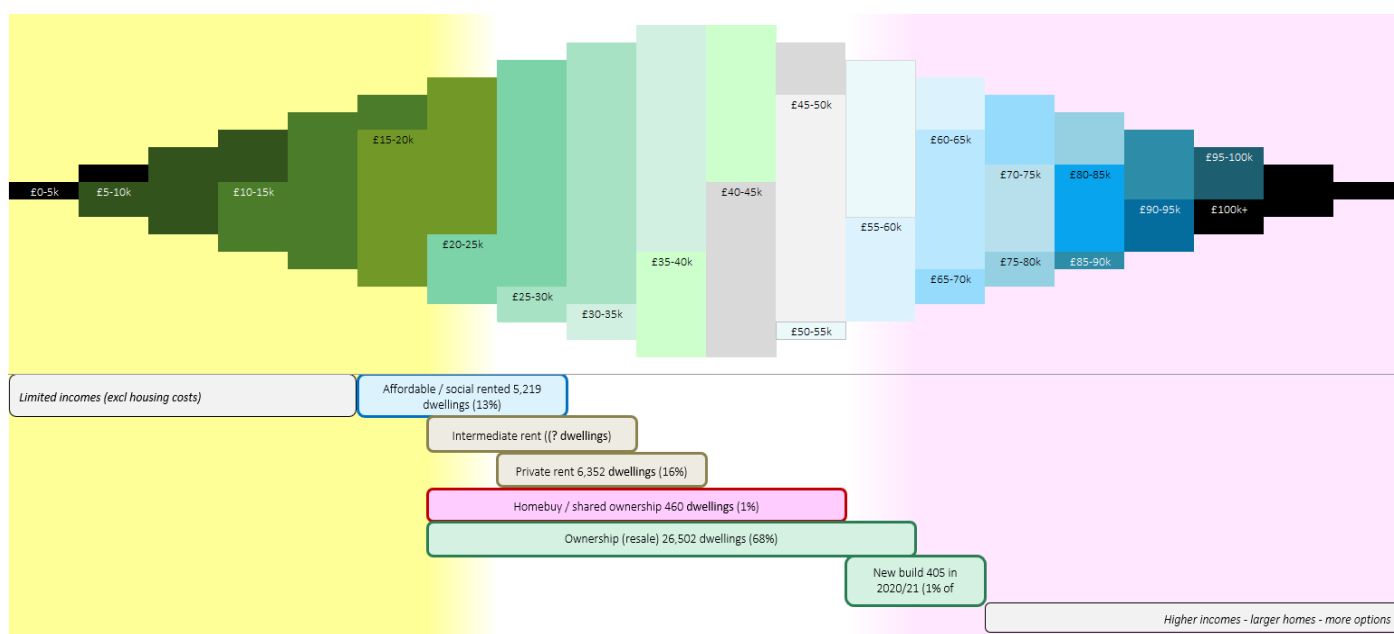 £45-50k
£15-20k
£60-65k
£95-100k
£70-75k
£80-85k
£0-5k
£5-10k
£10-15k
£40-45k
£90-95k
£100k+
£55-60k
£20-25k
£35-40k
£75-80k
£85-90k
£65-70k
£25-30k
£30-35k
£50-55k
Limited incomes (excl housing costs)
Affordable / social rented 5,219
dwellings (13%)
Intermediate rent ((? dwellings)
Private rent 6,352 dwellings (16%)
Homebuy / shared ownership 460 dwellings (1%)
Ownership (resale) 26,502 dwellings (68%)
New build 405 in
2020/21 (1% of
Higher incomes - larger homes - more options